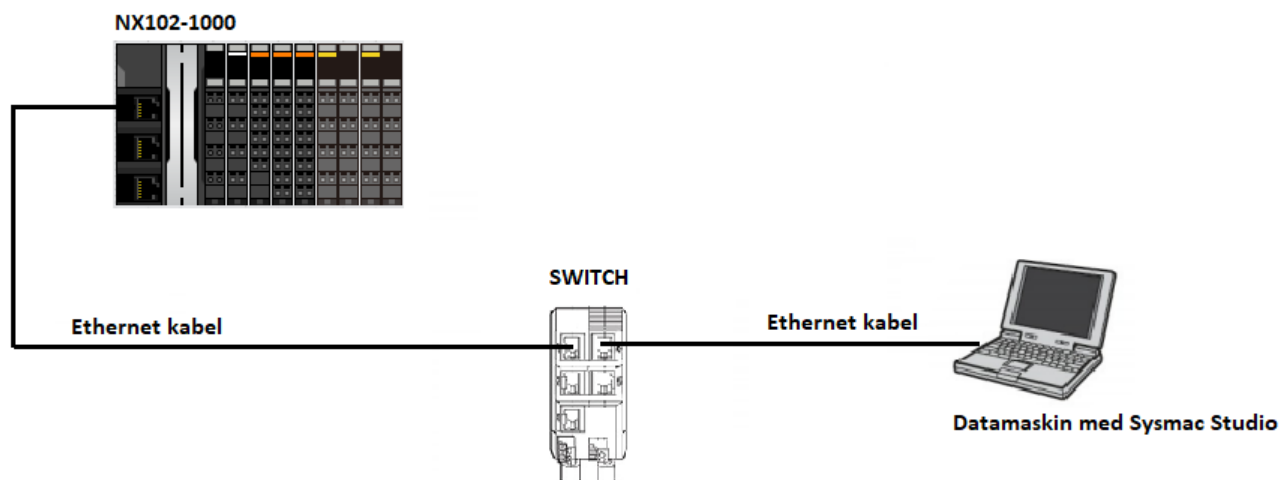 NX102-1000
SWITCH
Ethernet kabel
Ethernet kabel
Datamaskin med Sysmac Studio